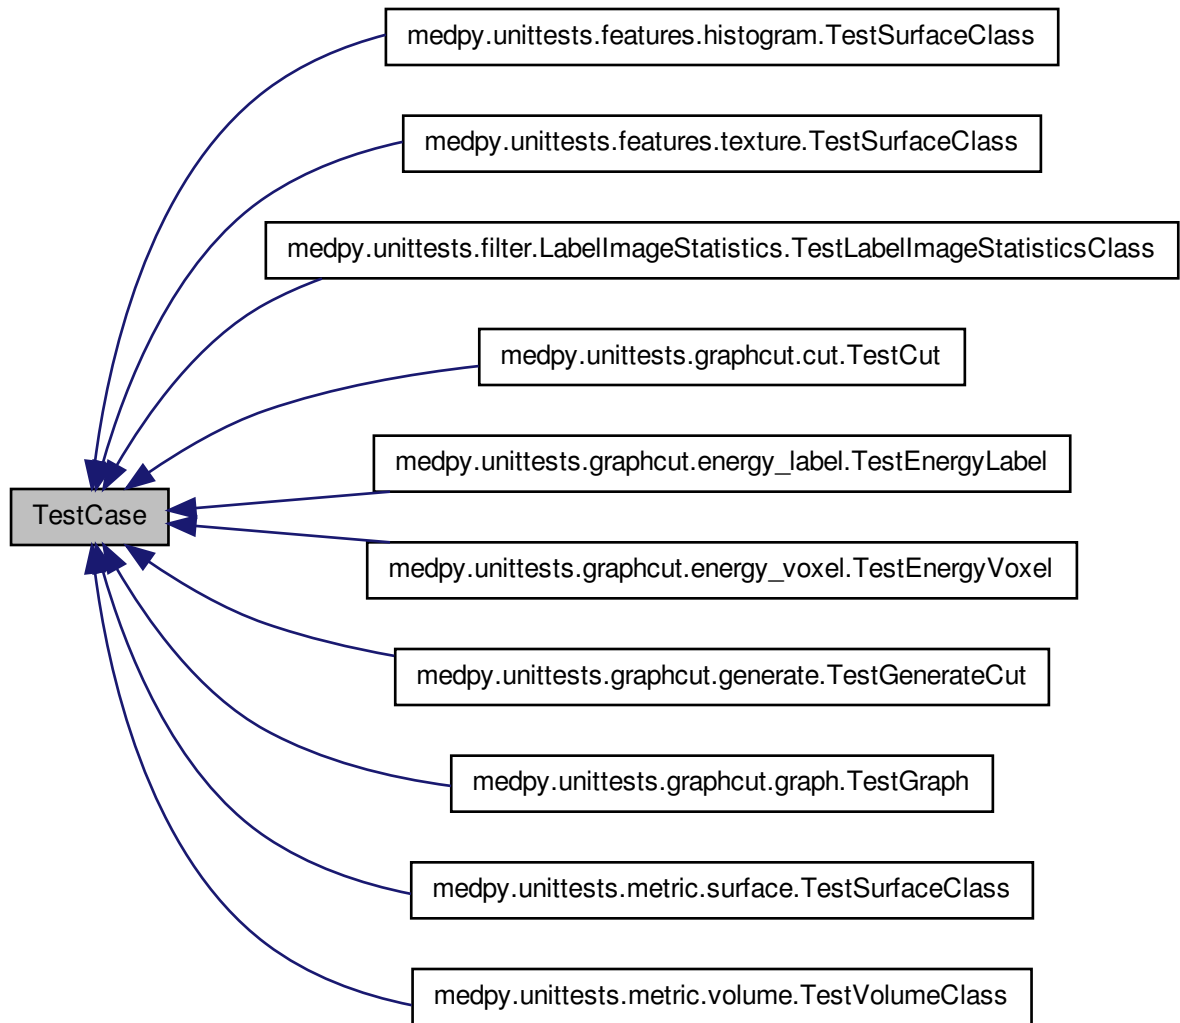 medpy.unittests.features.histogram.TestSurfaceClass
medpy.unittests.features.texture.TestSurfaceClass
medpy.unittests.filter.LabelImageStatistics.TestLabelImageStatisticsClass
medpy.unittests.graphcut.cut.TestCut
medpy.unittests.graphcut.energy_label.TestEnergyLabel
TestCase
medpy.unittests.graphcut.energy_voxel.TestEnergyVoxel
medpy.unittests.graphcut.generate.TestGenerateCut
medpy.unittests.graphcut.graph.TestGraph
medpy.unittests.metric.surface.TestSurfaceClass
medpy.unittests.metric.volume.TestVolumeClass